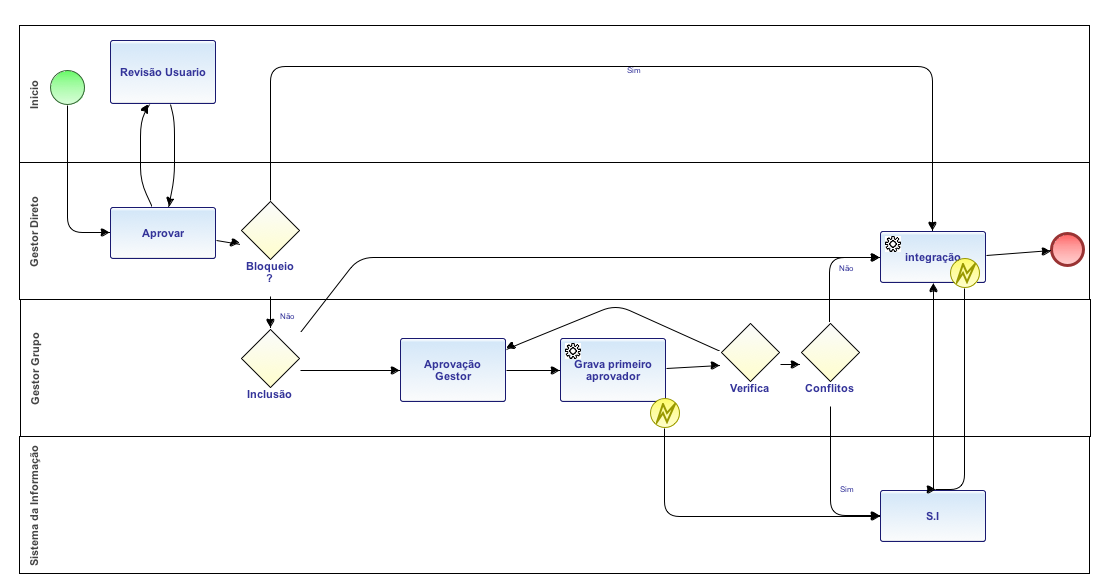 Inicio
Revisão Usuario
Sim
Gestor Direto
Aprovar
Bloqueio
?
integração
Não
Gestor Grupo
Não
Inclusão
Aprovação
Gestor
Grava primeiro
aprovador
Verifica
Conflitos
Sistema da Informação
Sim
S.I